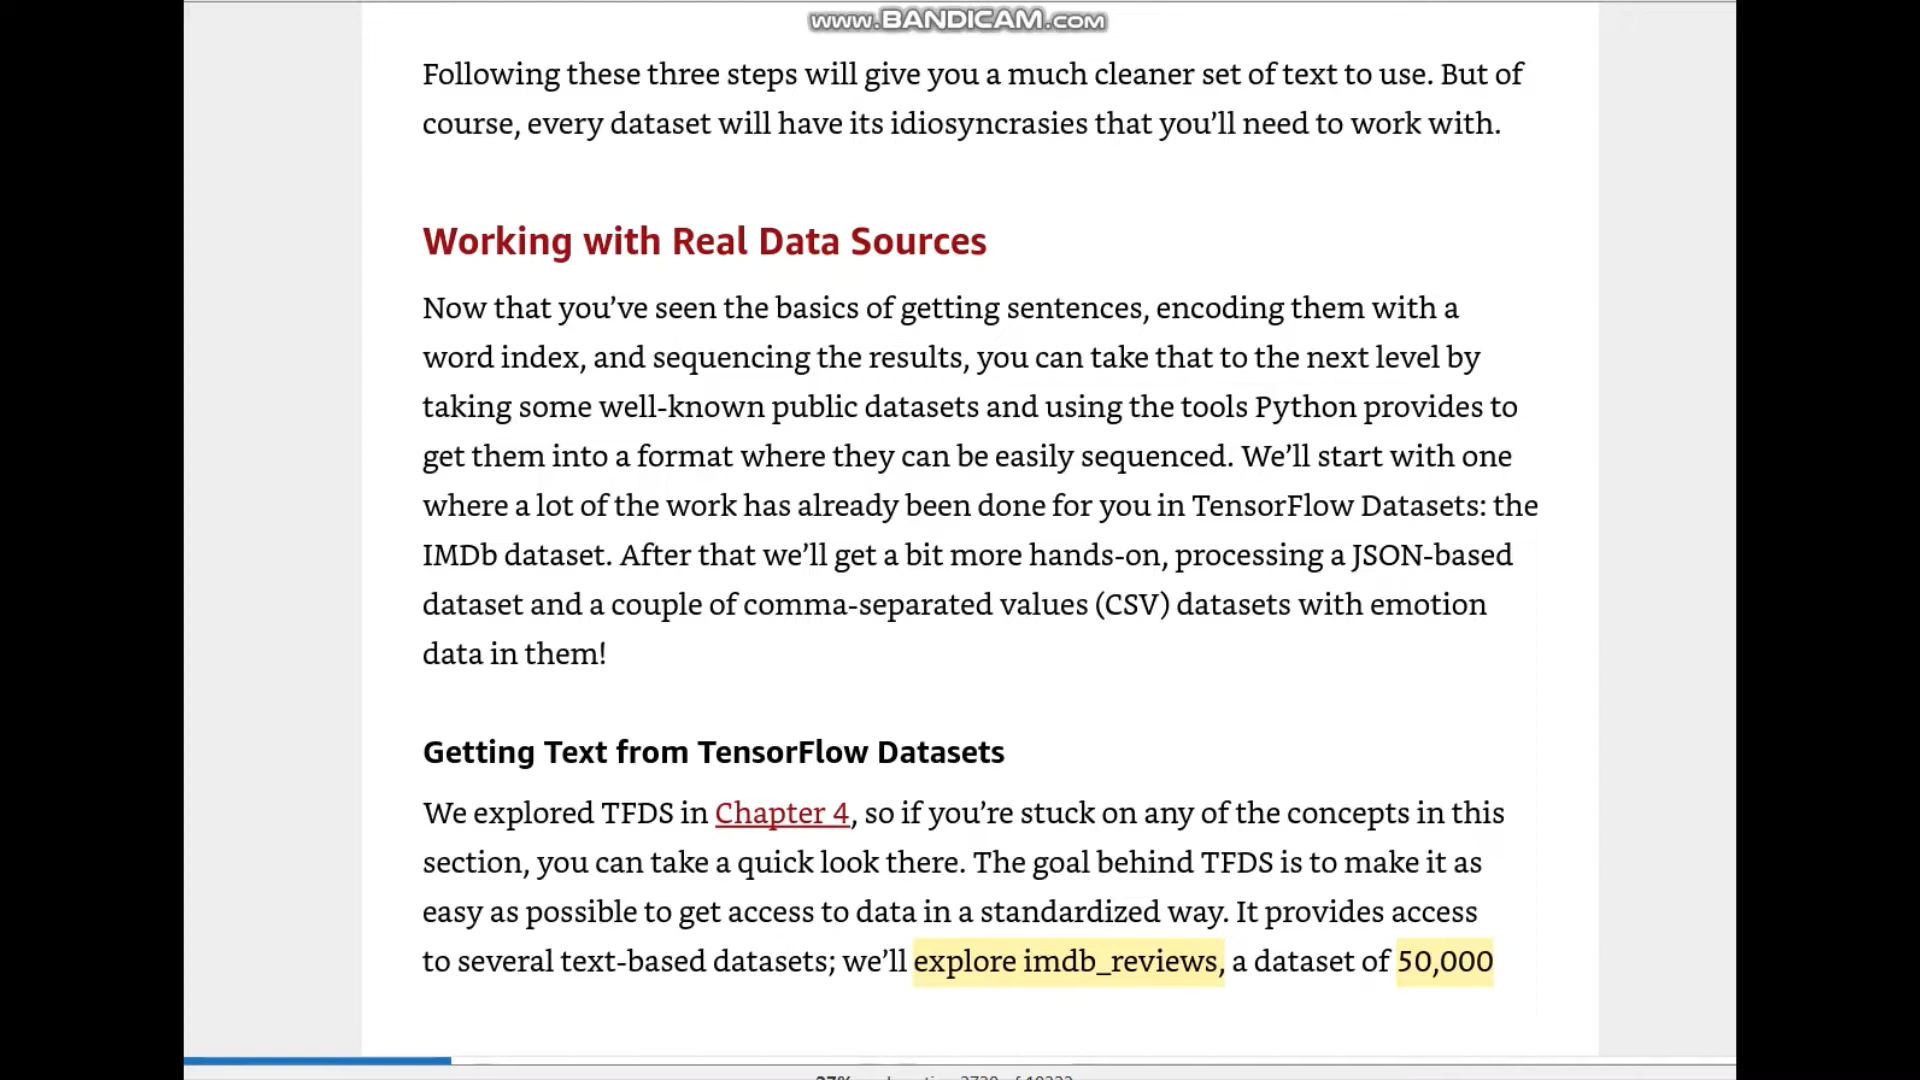 www.BANDICAM.com
Following these three steps will give you a much cleaner set of text to use. But of
course, every dataset will have its idiosyncrasies that you’ll need to work with.
Working with Real Data Sources
Now that you’ve seen the basics of getting sentences, encoding them with a
word index, and sequencing the results, you can take that to the next level by
taking some well-known public datasets and using the tools Python provides to
get them into a format where they can be easily sequenced. We’ll start with one
where a lot of the work has already been done for you in TensorFlow Datasets: the
IMDb dataset. After that we’ll get a bit more hands-on, processing a JSON-based
dataset and a couple of comma-separated values (CSV) datasets with emotion
data in them!
Getting Text from TensorFlow Datasets
We explored TFDS in Chapter 4, so if you’re stuck on any of the concepts in this
section, you can take a quick look there. The goal behind TFDS is to make it as
easy as possible to get access to data in a standardized way. It provides access
to several text-based datasets; we’ll explore imdb_reviews, a dataset of 50,000